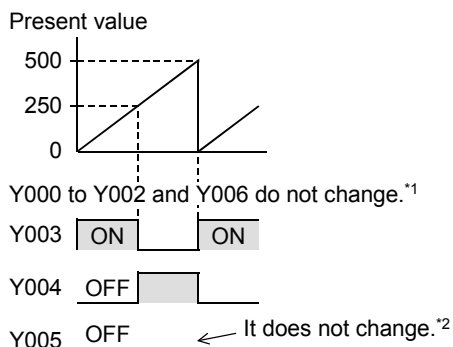 Present value
500
250
0
Y000 to Y002 and Y006 do not change.*1
Y003 ON ON
Y004 OFF
Y005 OFF It does not change.*2